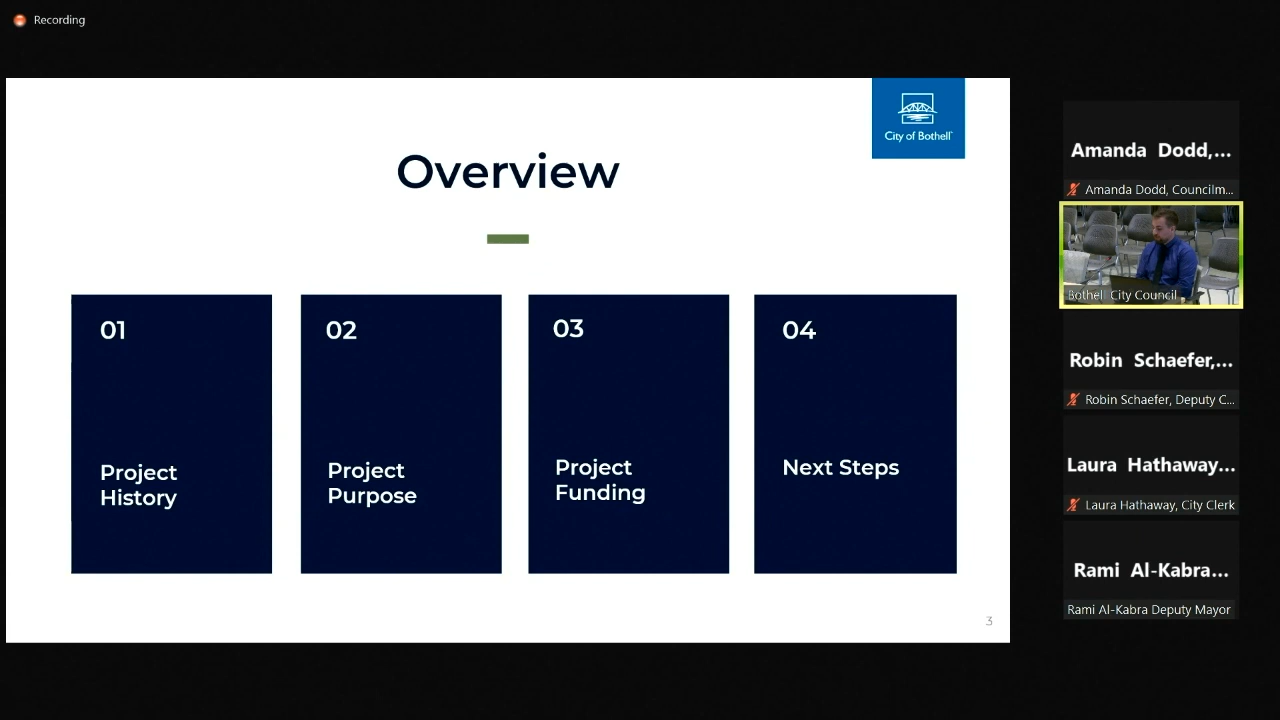 Recording
City of Bothell
Overview
01
Project
History
02
Project
Purpose
03
Project
Funding
04
Next Steps
3
Amanda Dodd,...
Amanda Dodd, Councilm...
Bothell City Council
Robin Schaefer,...
Robin Schaefer, Deputy C...
Laura Hathaway...
Laura Hathaway, City Clerk
Rami Al-Kabra...
Rami Al-Kabra Deputy Mayor